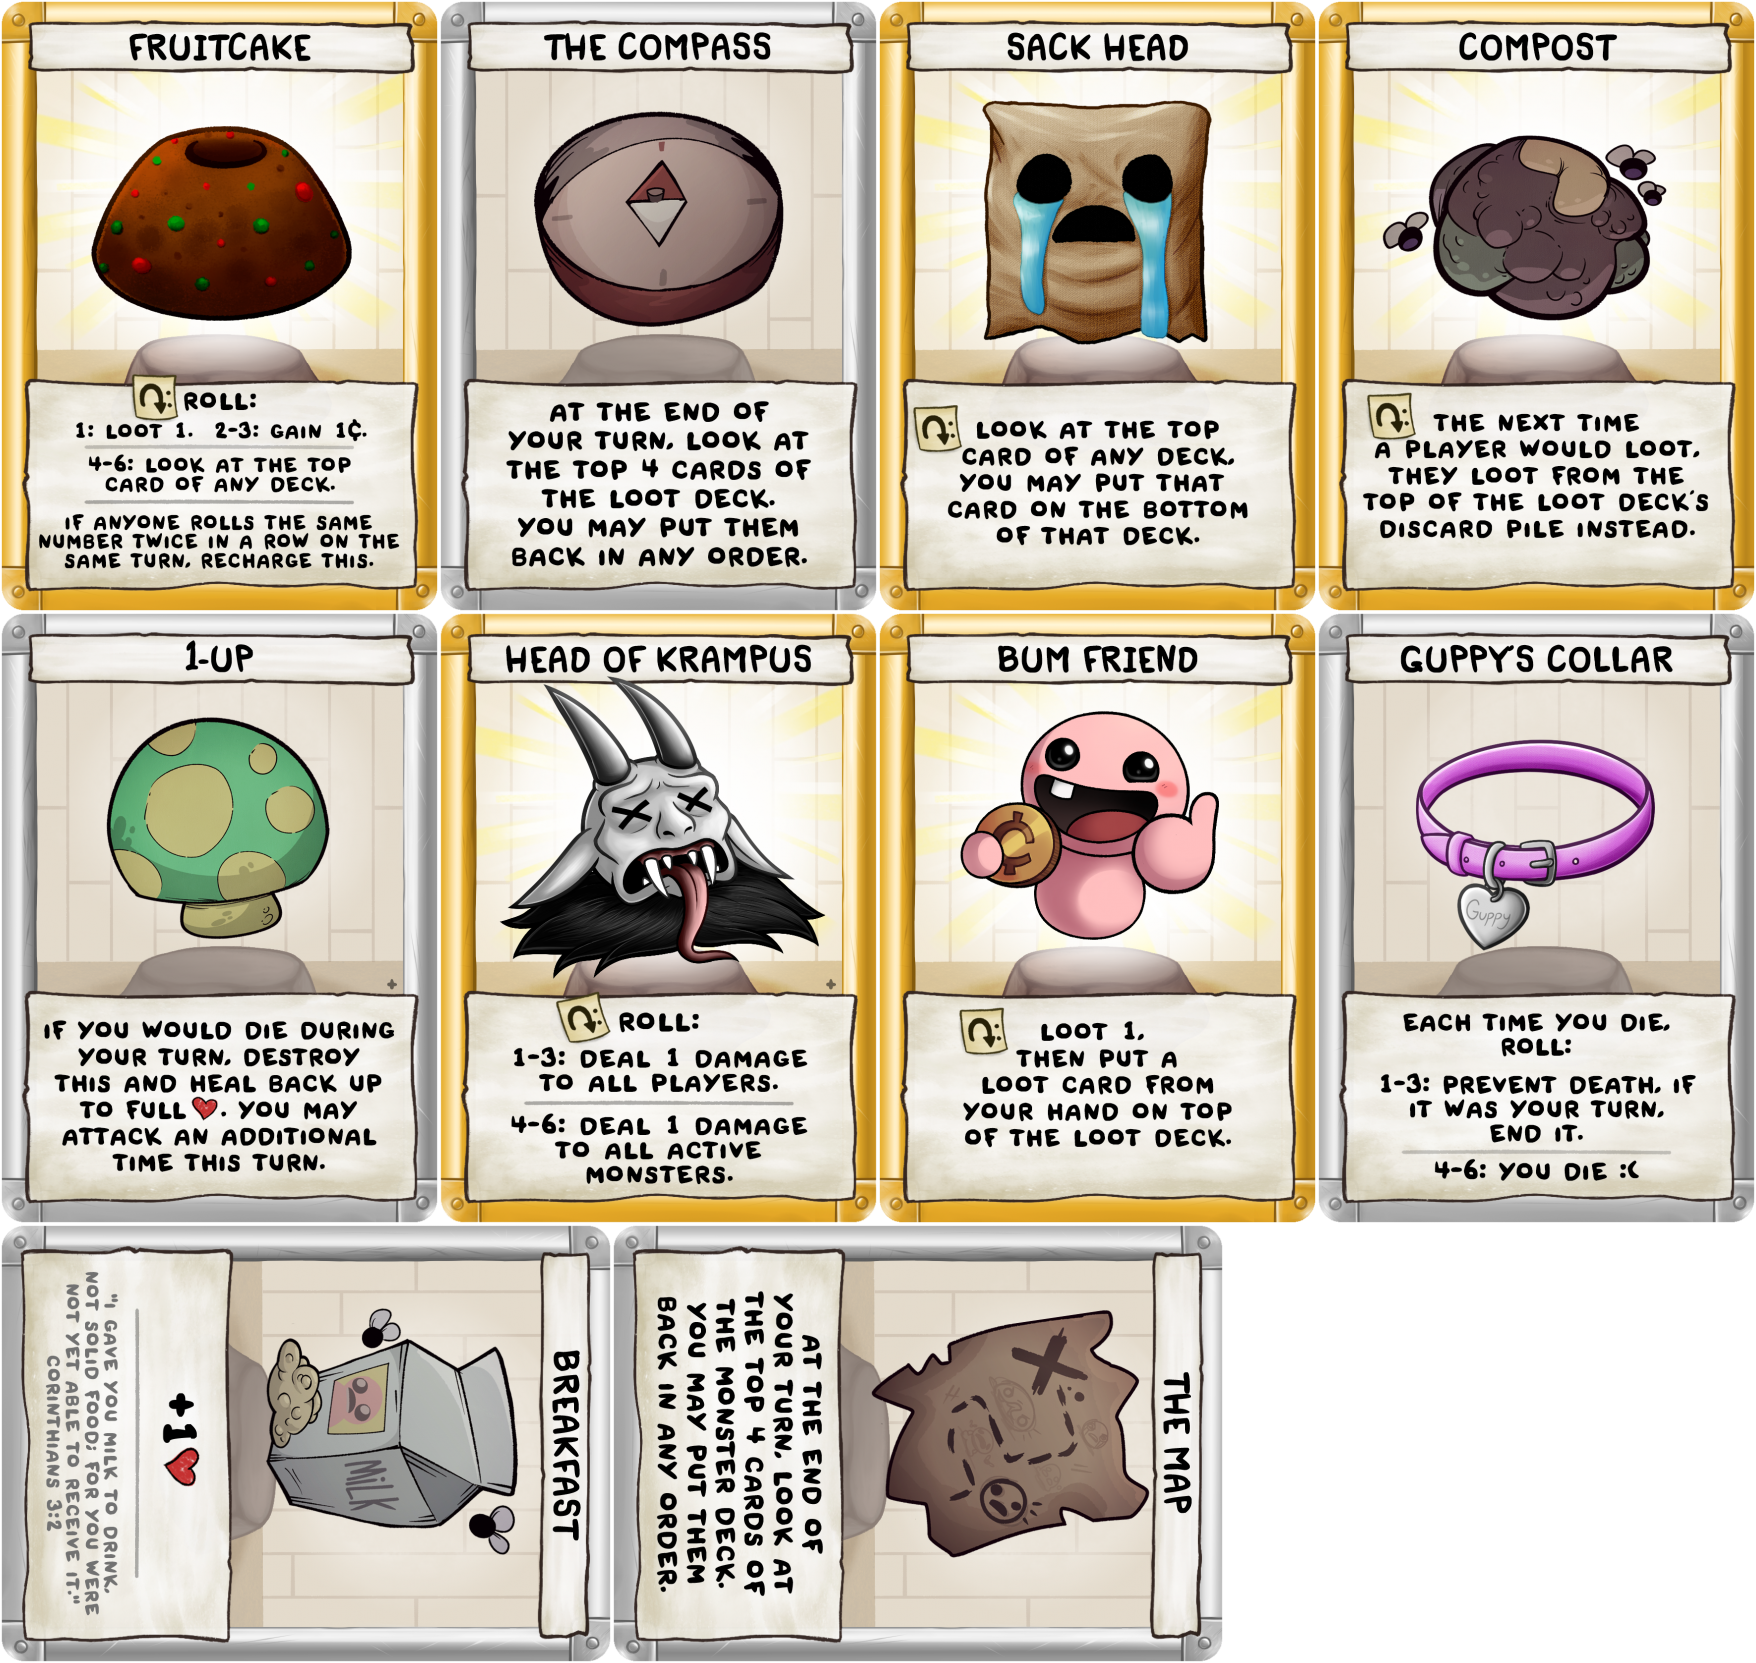 FRUITCAKE
ROLL:
1: LOOT 1. 2-3: GAIN 1¢.
4-6: LOOK AT THE TOP
CARD OF ANY DECK.
IF ANYONE ROLLS THE SAME
NUMBER TWICE IN A ROW ON THE
SAME TURN, RECHARGE THIS.
THE COMPASS
AT THE END OF
YOUR TURN, LOOK AT
THE TOP 4 CARDS OF
THE LOOT DECK.
YOU MAY PUT THEM
BACK IN ANY ORDER.
SACK HEAD
LOOK AT THE TOP
CARD OF ANY DECK,
YOU MAY PUT THAT
CARD ON THE BOTTOM
OF THAT DECK.
COMPOST
THE NEXT TIME
A PLAYER WOULD LOOT,
THEY LOOT FROM THE
TOP OF THE LOOT DECK'S
DISCARD PILE INSTEAD.
1-UP
IF YOU WOULD DIE DURING
YOUR TURN, DESTROY
THIS AND HEAL BACK UP
TO FULL ❤. YOU MAY
ATTACK AN ADDITIONAL
TIME THIS TURN.
HEAD OF KRAMPUS
ROLL:
1-3: DEAL 1 DAMAGE
TO ALL PLAYERS.
4-6: DEAL 1 DAMAGE
TO ALL ACTIVE
MONSTERS.
BUM FRIEND
¢
LOOT 1,
THEN PUT A
LOOT CARD FROM
YOUR HAND ON TOP
OF THE LOOT DECK.
GUPPY'S COLLAR
Guppy
EACH TIME YOU DIE,
ROLL:
1-3: PREVENT DEATH, IF
IT WAS YOUR TURN,
END IT.
4-6: YOU DIE :(
BREAKFAST
MILK
+1❤
"I GAVE YOU MILK TO DRINK,
NOT SOLID FOOD; FOR YOU WERE
NOT YET ABLE TO RECEIVE IT."
CORINTHIANS 3:2
THE MAP
AT THE END OF
YOUR TURN, LOOK AT
THE TOP 4 CARDS OF
THE MONSTER DECK.
YOU MAY PUT THEM
BACK IN ANY ORDER.